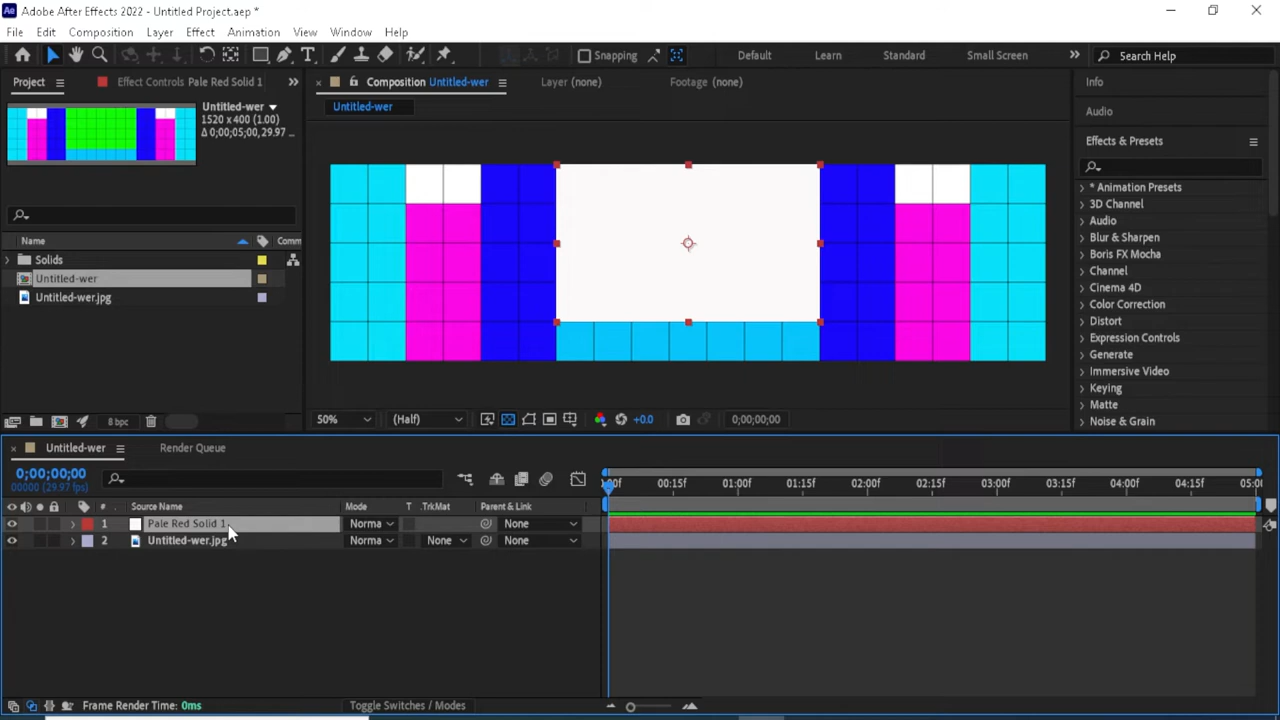 Adobe After Effects 2022 - Untitled Project.aep *
File Edit Composition Layer Effect Animation View Window Help
Snapping Default Learn Standard Small Screen Search Help
Project Effect Controls Pale Red Solid 1 Composition Untitled-wer Layer (none) Footage (none) Info
Untitled-wer
1520 x 400 (1.00)
Δ 0;00;05;00, 29.97 ...
Untitled-wer
Audio
Effects & Presets
* Animation Presets
3D Channel
Audio
Blur & Sharpen
Boris FX Mocha
Channel
Cinema 4D
Color Correction
Distort
Expression Controls
Generate
Immersive Video
Keying
Matte
Noise & Grain
Name Comm
Solids
Untitled-wer
Untitled-wer.jpg
8 bpc 50% (Half) +0.0 0;00;00;00
Untitled-wer Render Queue
0;00;00;00
00000 (29.97 fps)
:00f 00:15f 01:00f 01:15f 02:00f 02:15f 03:00f 03:15f 04:00f 04:15f 05:0
# Source Name Mode T .TrkMat Parent & Link
1 Pale Red Solid 1 Norma None
2 Untitled-wer.jpg Norma None None
Frame Render Time: 0ms Toggle Switches / Modes